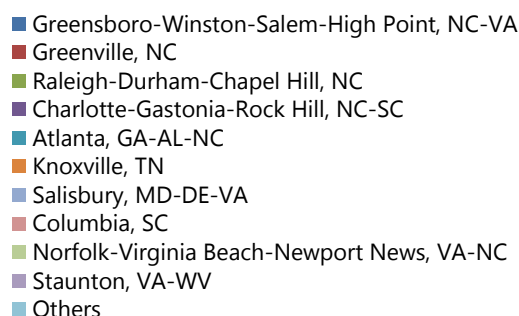 Greensboro-Winston-Salem-High Point, NC-VA
Greenville, NC
Raleigh-Durham-Chapel Hill, NC
Charlotte-Gastonia-Rock Hill, NC-SC
Atlanta, GA-AL-NC
Knoxville, TN
Salisbury, MD-DE-VA
Columbia, SC
Norfolk-Virginia Beach-Newport News, VA-NC
Staunton, VA-WV
Others